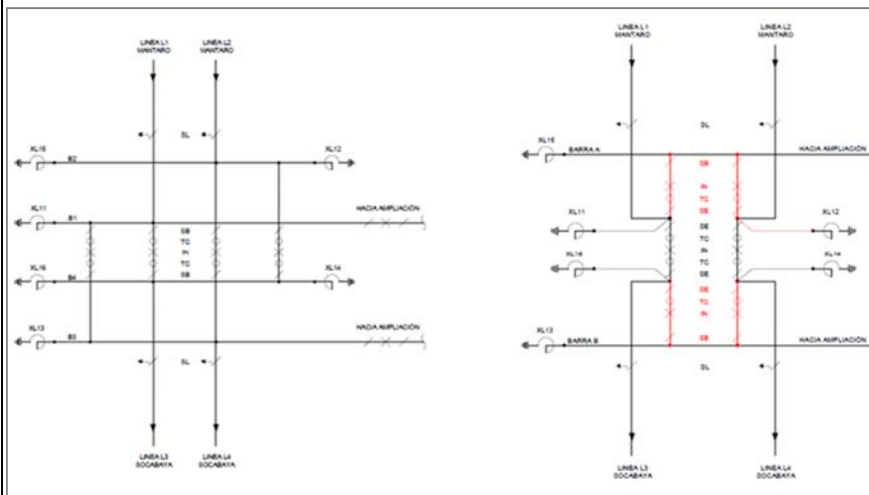 LINEA L1
MANTARO
LINEA L2
MANTARO
SL
XL15
XL12
B2
XL11
B1
HACIA AMPLIACIÓN
SB
TC
IN
TC
SB
XL16
XL14
B4
XL13
B3
HACIA AMPLIACIÓN
SL
LINEA L3
SOCABAYA
LINEA L4
SOCABAYA
LINEA L1
MANTARO
LINEA L2
MANTARO
SL
XL15
BARRA A
HACIA AMPLIACIÓN
SB
IN
TC
SE
XL11
XL12
SE
TC
IN
TC
SE
XL16
XL14
SE
TC
IN
SB
XL13
BARRA B
HACIA AMPLIACIÓN
SL
LINEA L3
SOCABAYA
LINEA L4
SOCABAYA